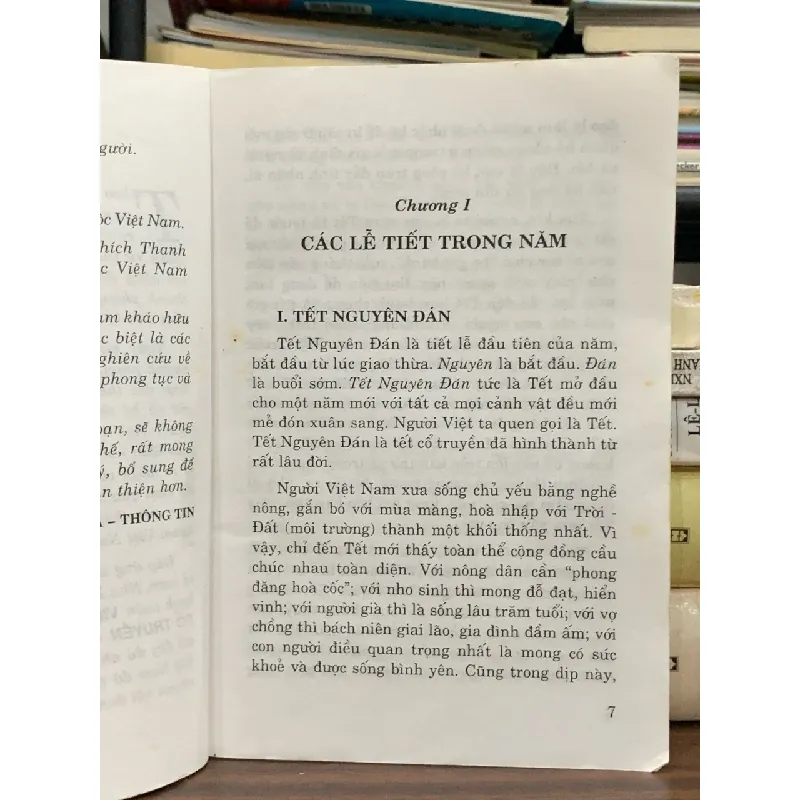 gười.
ộc Việt Nam.
hích Thanh
c Việt Nam
am khảo hữu
c biệt là các
ghiên cứu về
phong tục và
bạn, sẽ không
hế, rất mong
ý, bổ sung để
n thiện hơn.
A – THÔNG TIN
Chương I
CÁC LỄ TIẾT TRONG NĂM
I. TẾT NGUYÊN ĐÁN
Tết Nguyên Đán là tiết lễ đầu tiên của năm,
bắt đầu từ lúc giao thừa. Nguyên là bắt đầu. Đán
là buổi sớm. Tết Nguyên Đán tức là Tết mở đầu
cho một năm mới với tất cả mọi cảnh vật đều mới
mẻ đón xuân sang. Người Việt ta quen gọi là Tết.
Tết Nguyên Đán là tết cổ truyền đã hình thành từ
rất lâu đời.
Người Việt Nam xưa sống chủ yếu bằng nghề
nông, gắn bó với mùa màng, hoà nhập với Trời -
Đất (môi trường) thành một khối thống nhất. Vì
vậy, chỉ đến Tết mới thấy toàn thể cộng đồng cầu
chúc nhau toàn diện. Với nông dân cần “phong
đăng hoà cốc”; với nho sinh thì mong đỗ đạt, hiển
vinh; với người già thì là sống lâu trăm tuổi; với vợ
chồng thì bách niên giai lão, gia đình đầm ấm; với
con người điều quan trọng nhất là mong có sức
khoẻ và được sống bình yên. Cũng trong dịp này,
7